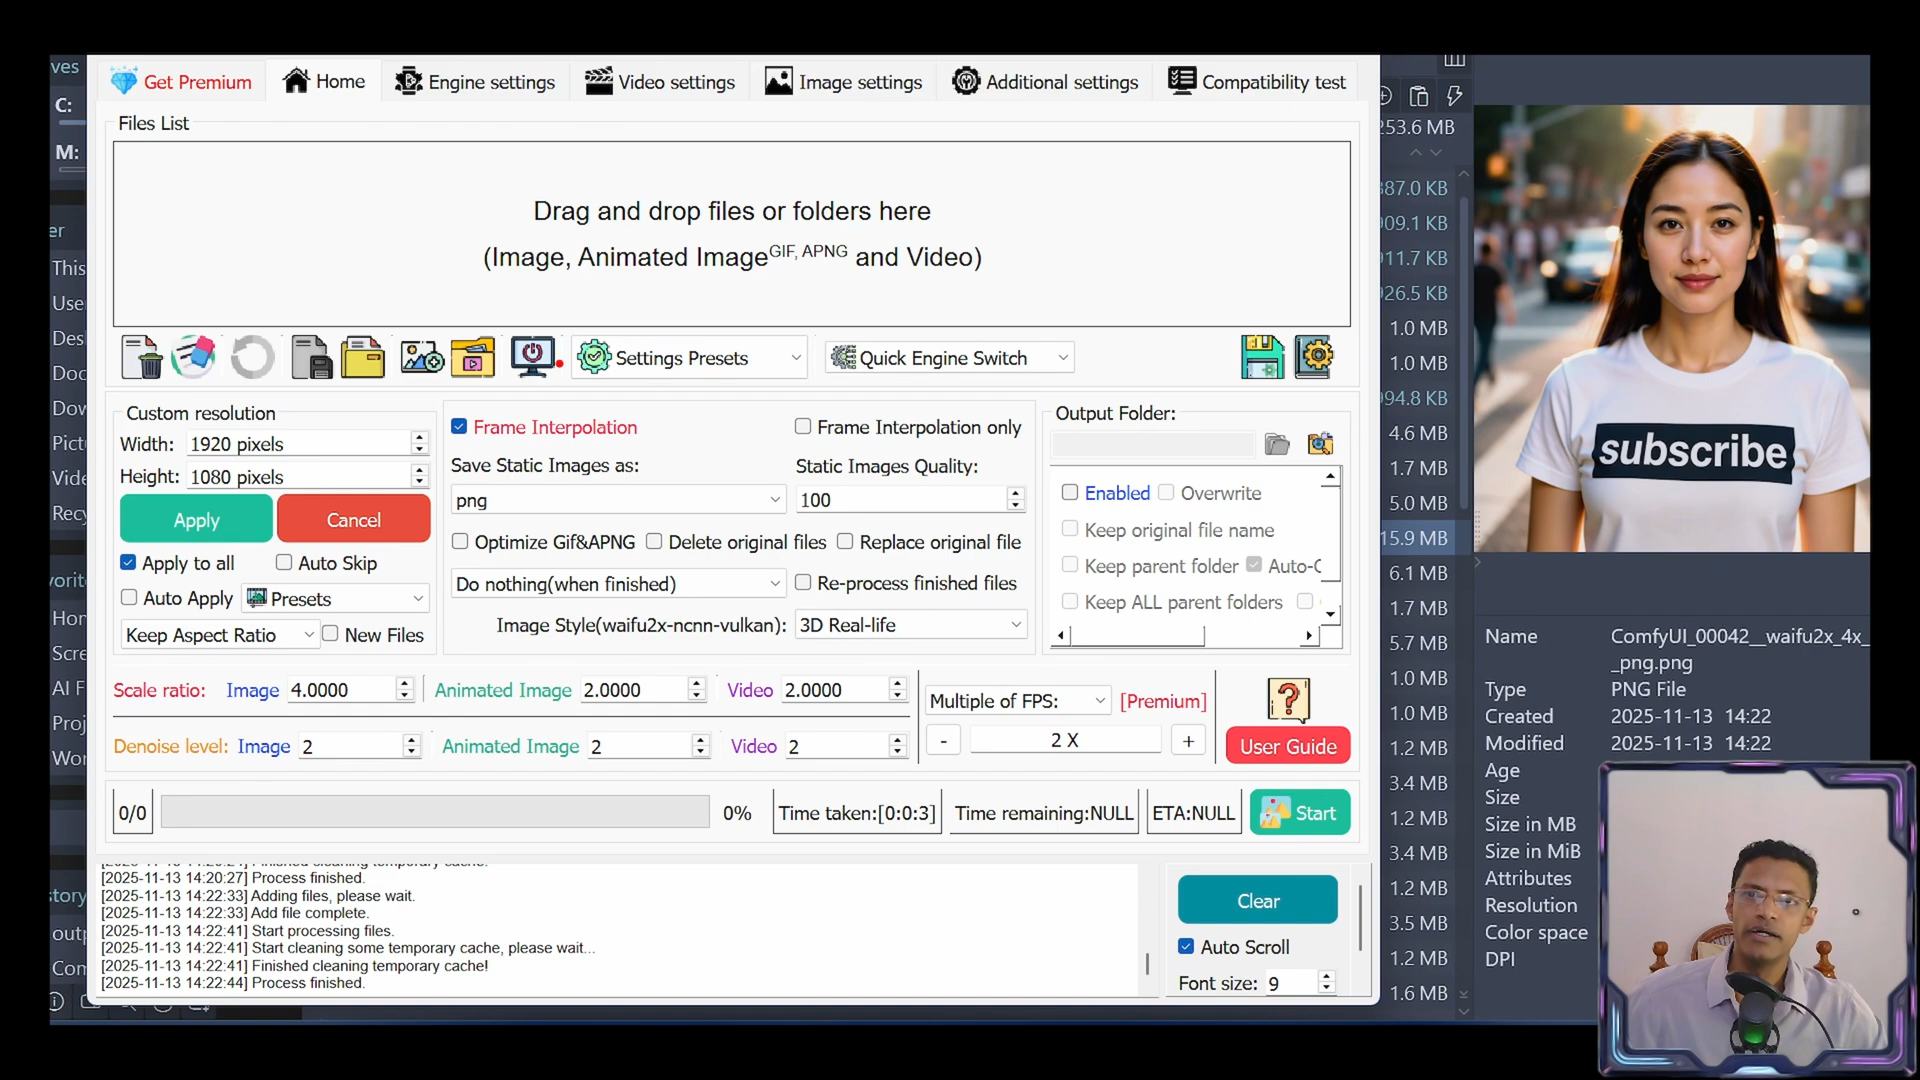 Get Premium
Home
Engine settings
Video settings
Image settings
Additional settings
Compatibility test
Files List
Drag and drop files or folders here
(Image, Animated Image GIF, APNG and Video)
Settings Presets
Quick Engine Switch
Custom resolution
Width: 1920 pixels
Height: 1080 pixels
Apply
Cancel
Apply to all
Auto Skip
Auto Apply
Presets
Keep Aspect Ratio
New Files
Frame Interpolation
Frame Interpolation only
Save Static Images as:
Static Images Quality:
png
100
Optimize Gif&APNG
Delete original files
Replace original file
Do nothing(when finished)
Re-process finished files
Image Style(waifu2x-ncnn-vulkan):
3D Real-life
Output Folder:
Enabled
Overwrite
Keep original file name
Keep parent folder
Keep ALL parent folders
Scale ratio: Image 4.0000 Animated Image 2.0000 Video 2.0000
Denoise level: Image 2 Animated Image 2 Video 2
Multiple of FPS:
[Premium]
- 2 X +
User Guide
0/0
0%
Time taken:[0:0:3]
Time remaining:NULL
ETA:NULL
Start
[2025-11-13 14:20:27] Process finished.
[2025-11-13 14:22:33] Adding files, please wait.
[2025-11-13 14:22:33] Add file complete.
[2025-11-13 14:22:41] Start processing files.
[2025-11-13 14:22:41] Start cleaning some temporary cache, please wait...
[2025-11-13 14:22:41] Finished cleaning temporary cache!
[2025-11-13 14:22:44] Process finished.
Clear
Auto Scroll
Font size: 9
C:
M:
This
253.6 MB
1.0 MB
1.0 MB
4.6 MB
1.7 MB
5.0 MB
15.9 MB
6.1 MB
1.7 MB
5.7 MB
1.0 MB
1.0 MB
1.2 MB
3.4 MB
1.2 MB
3.4 MB
1.2 MB
3.5 MB
1.2 MB
1.6 MB
subscribe
Name ComfyUI_00042__waifu2x_4x_
_png.png
Type PNG File
Created 2025-11-13 14:22
Modified 2025-11-13 14:22
Age
Size
Size in MB
Size in MiB
Attributes
Resolution
Color space
DPI